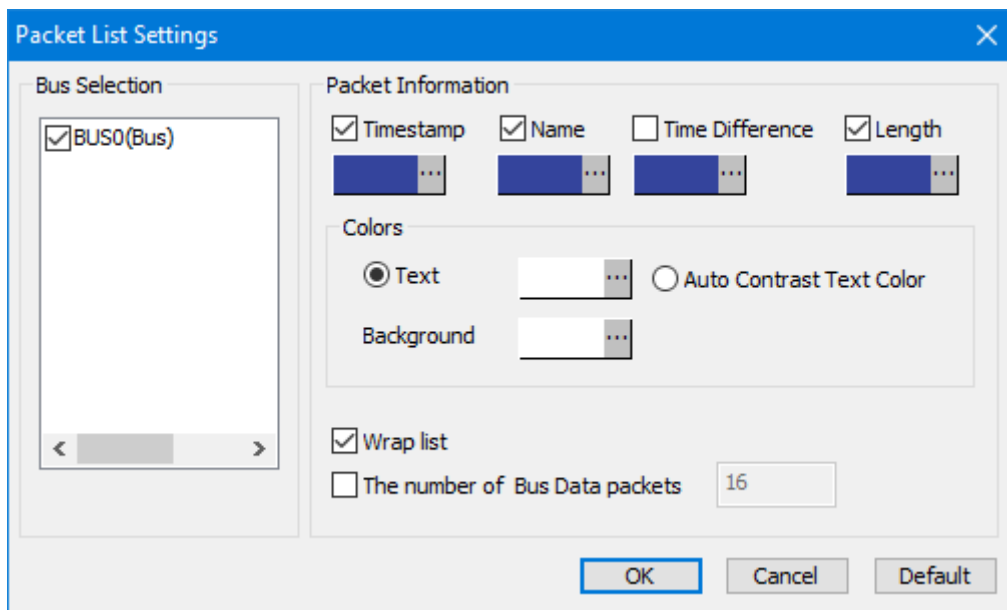 Packet List Settings
Bus Selection
BUS0(Bus)
Packet Information
Timestamp Name Time Difference Length
... ... ... ...
Colors
Text ... Auto Contrast Text Color
Background ...
Wrap list
The number of Bus Data packets 16
OK Cancel Default